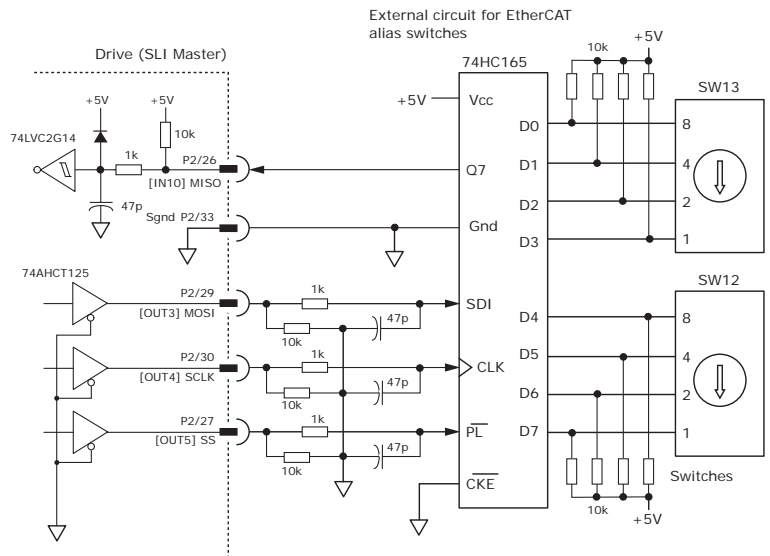 External circuit for EtherCAT
alias switches
Drive (SLI Master)
74HC165
10k
+5V
SW13
+5V
+5V
+5V
Vcc
74LVC2G14
10k
1k
P2/26
[IN10] MISO
47p
Q7
D0
D1
D2
D3
8
4
2
1
Sgnd P2/33
Gnd
SW12
74AHCT125
P2/29
[OUT3] MOSI
1k
47p
10k
SDI
D4
D5
D6
D7
8
4
2
1
P2/30
[OUT4] SCLK
1k
47p
10k
CLK
P2/27
[OUT5] SS
1k
47p
10k
PL
CKE
Switches
10k
+5V